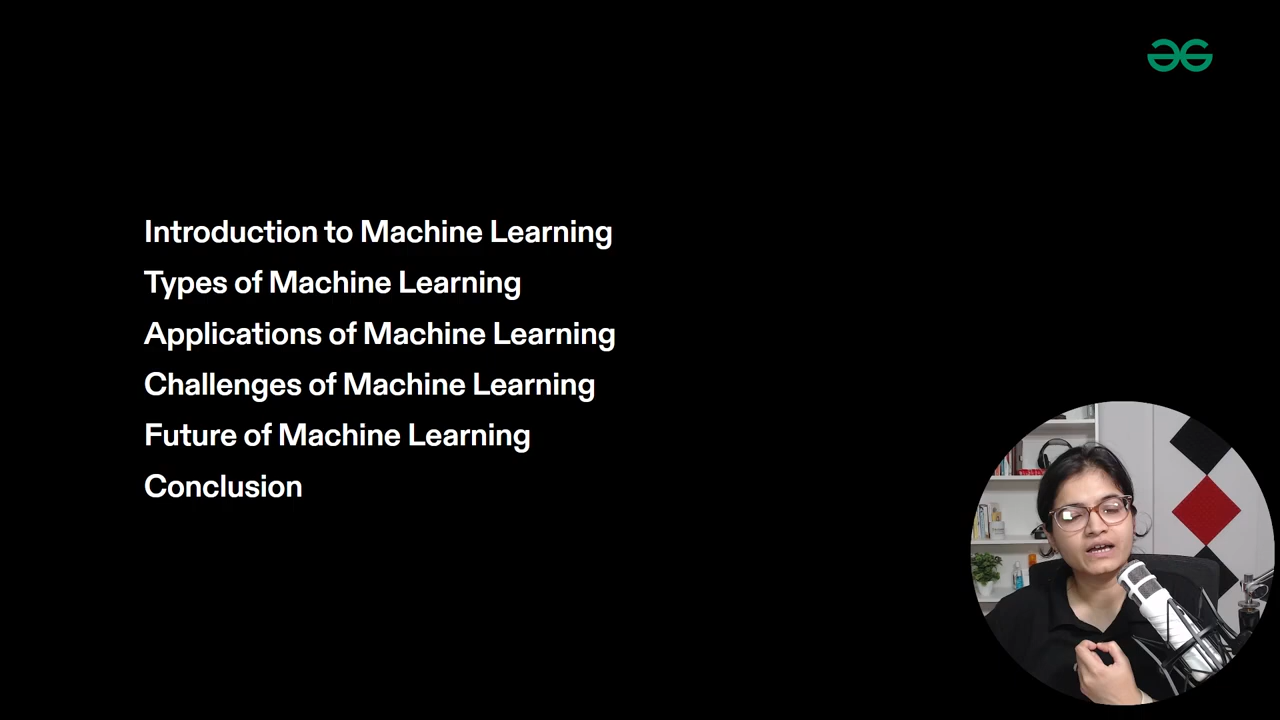 Introduction to Machine Learning
Types of Machine Learning
Applications of Machine Learning
Challenges of Machine Learning
Future of Machine Learning
Conclusion